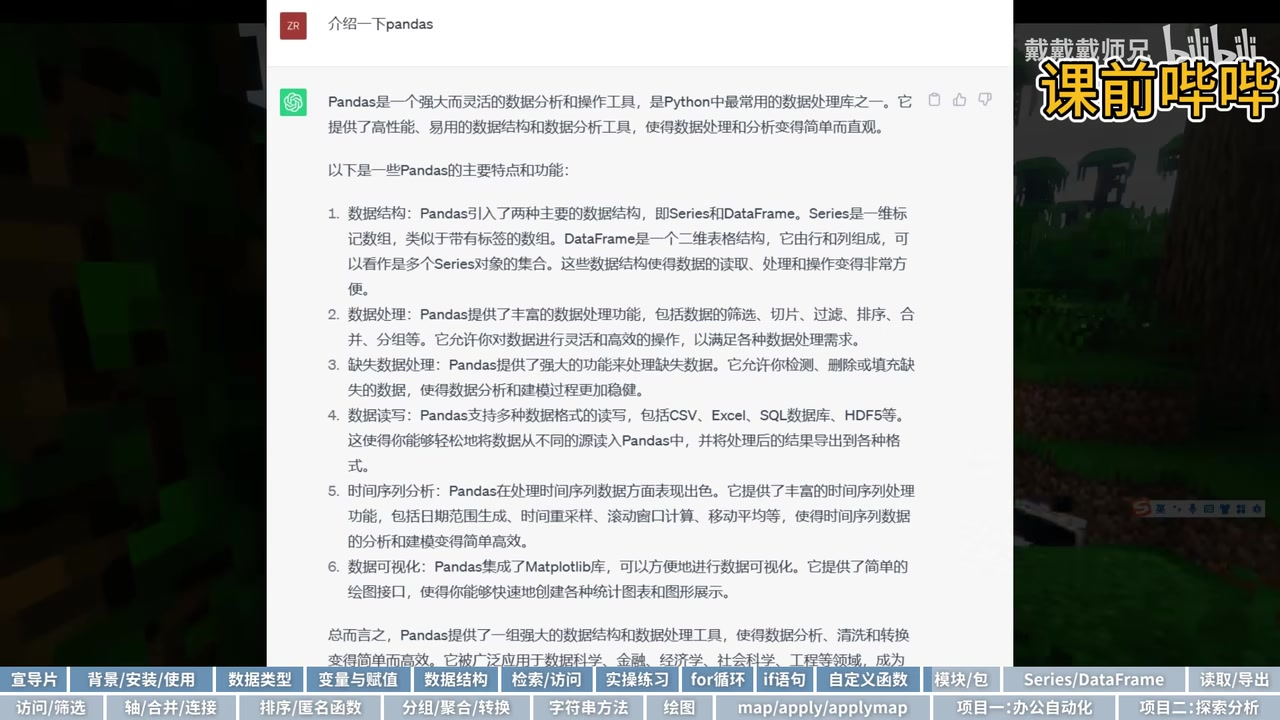 ZR
介绍一下pandas
戴戴戴师兄 bilibili
课前哔哔
Pandas是一个强大而灵活的数据分析和操作工具，是Python中最常用的数据处理库之一。它
提供了高性能、易用的数据结构和数据分析工具，使得数据处理和分析变得简单而直观。
以下是一些Pandas的主要特点和功能：
1. 数据结构：Pandas引入了两种主要的数据结构，即Series和DataFrame。Series是一维标
记数组，类似于带有标签的数组。DataFrame是一个二维表格结构，它由行和列组成，可
以看作是多个Series对象的集合。这些数据结构使得数据的读取、处理和操作变得非常方
便。
2. 数据处理：Pandas提供了丰富的数据处理功能，包括数据的筛选、切片、过滤、排序、合
并、分组等。它允许你对数据进行灵活和高效的操作，以满足各种数据处理需求。
3. 缺失数据处理：Pandas提供了强大的功能来处理缺失数据。它允许你检测、删除或填充缺
失的数据，使得数据分析和建模过程更加稳健。
4. 数据读写：Pandas支持多种数据格式的读写，包括CSV、Excel、SQL数据库、HDF5等。
这使得你能够轻松地将数据从不同的源读入Pandas中，并将处理后的结果导出到各种格
式。
5. 时间序列分析：Pandas在处理时间序列数据方面表现出色。它提供了丰富的时间序列处理
功能，包括日期范围生成、时间重采样、滚动窗口计算、移动平均等，使得时间序列数据
的分析和建模变得简单高效。
6. 数据可视化：Pandas集成了Matplotlib库，可以方便地进行数据可视化。它提供了简单的
绘图接口，使得你能够快速地创建各种统计图表和图形展示。
总而言之，Pandas提供了一组强大的数据结构和数据处理工具，使得数据分析、清洗和转换
变得简单而高效。它被广泛应用于数据科学、金融、经济学、社会科学、工程等领域，成为
英
宣导片 背景/安装/使用 数据类型 变量与赋值 数据结构 检索/访问 实操练习 for循环 if语句 自定义函数 模块/包 Series/DataFrame 读取/导出
访问/筛选 轴/合并/连接 排序/匿名函数 分组/聚合/转换 字符串方法 绘图 map/apply/applymap 项目一:办公自动化 项目二:探索分析